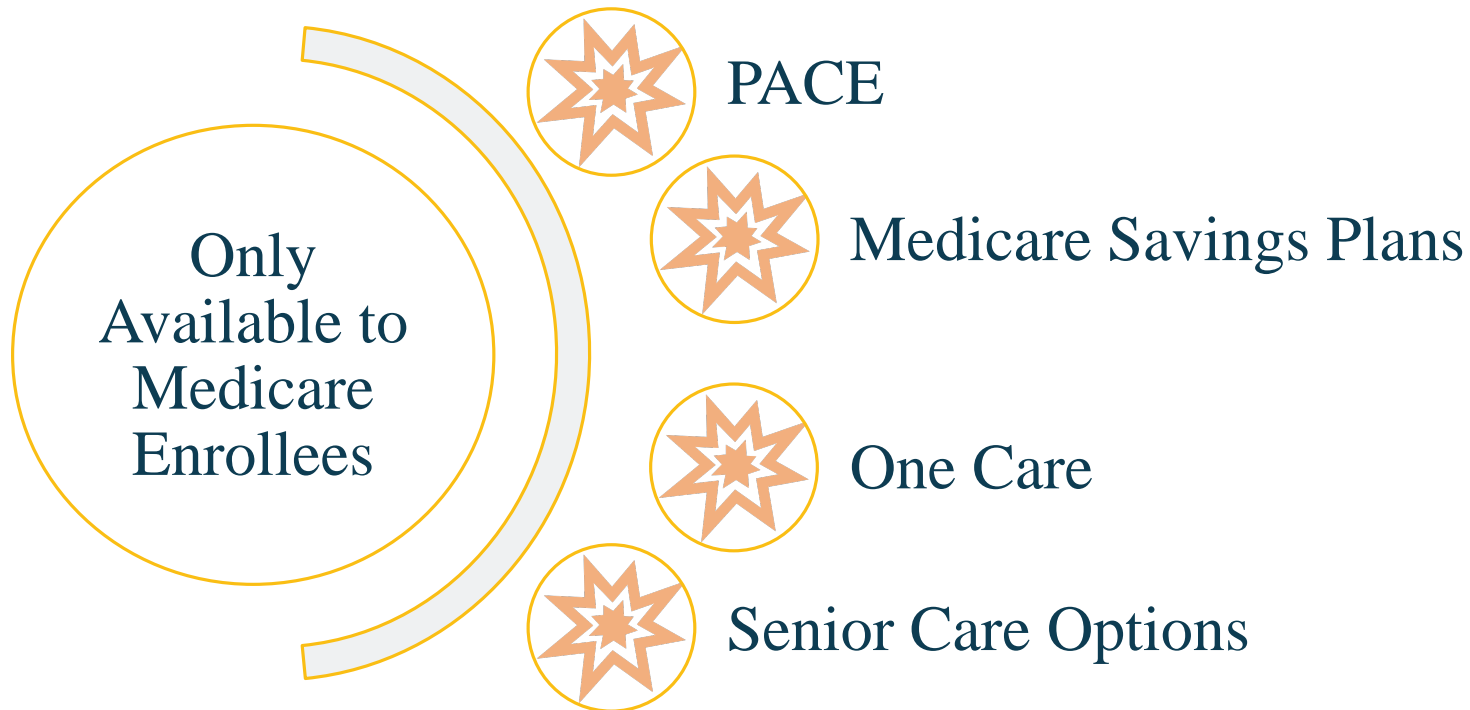 Only
Available to
Medicare
Enrollees
PACE
Medicare Savings Plans
One Care
Senior Care Options